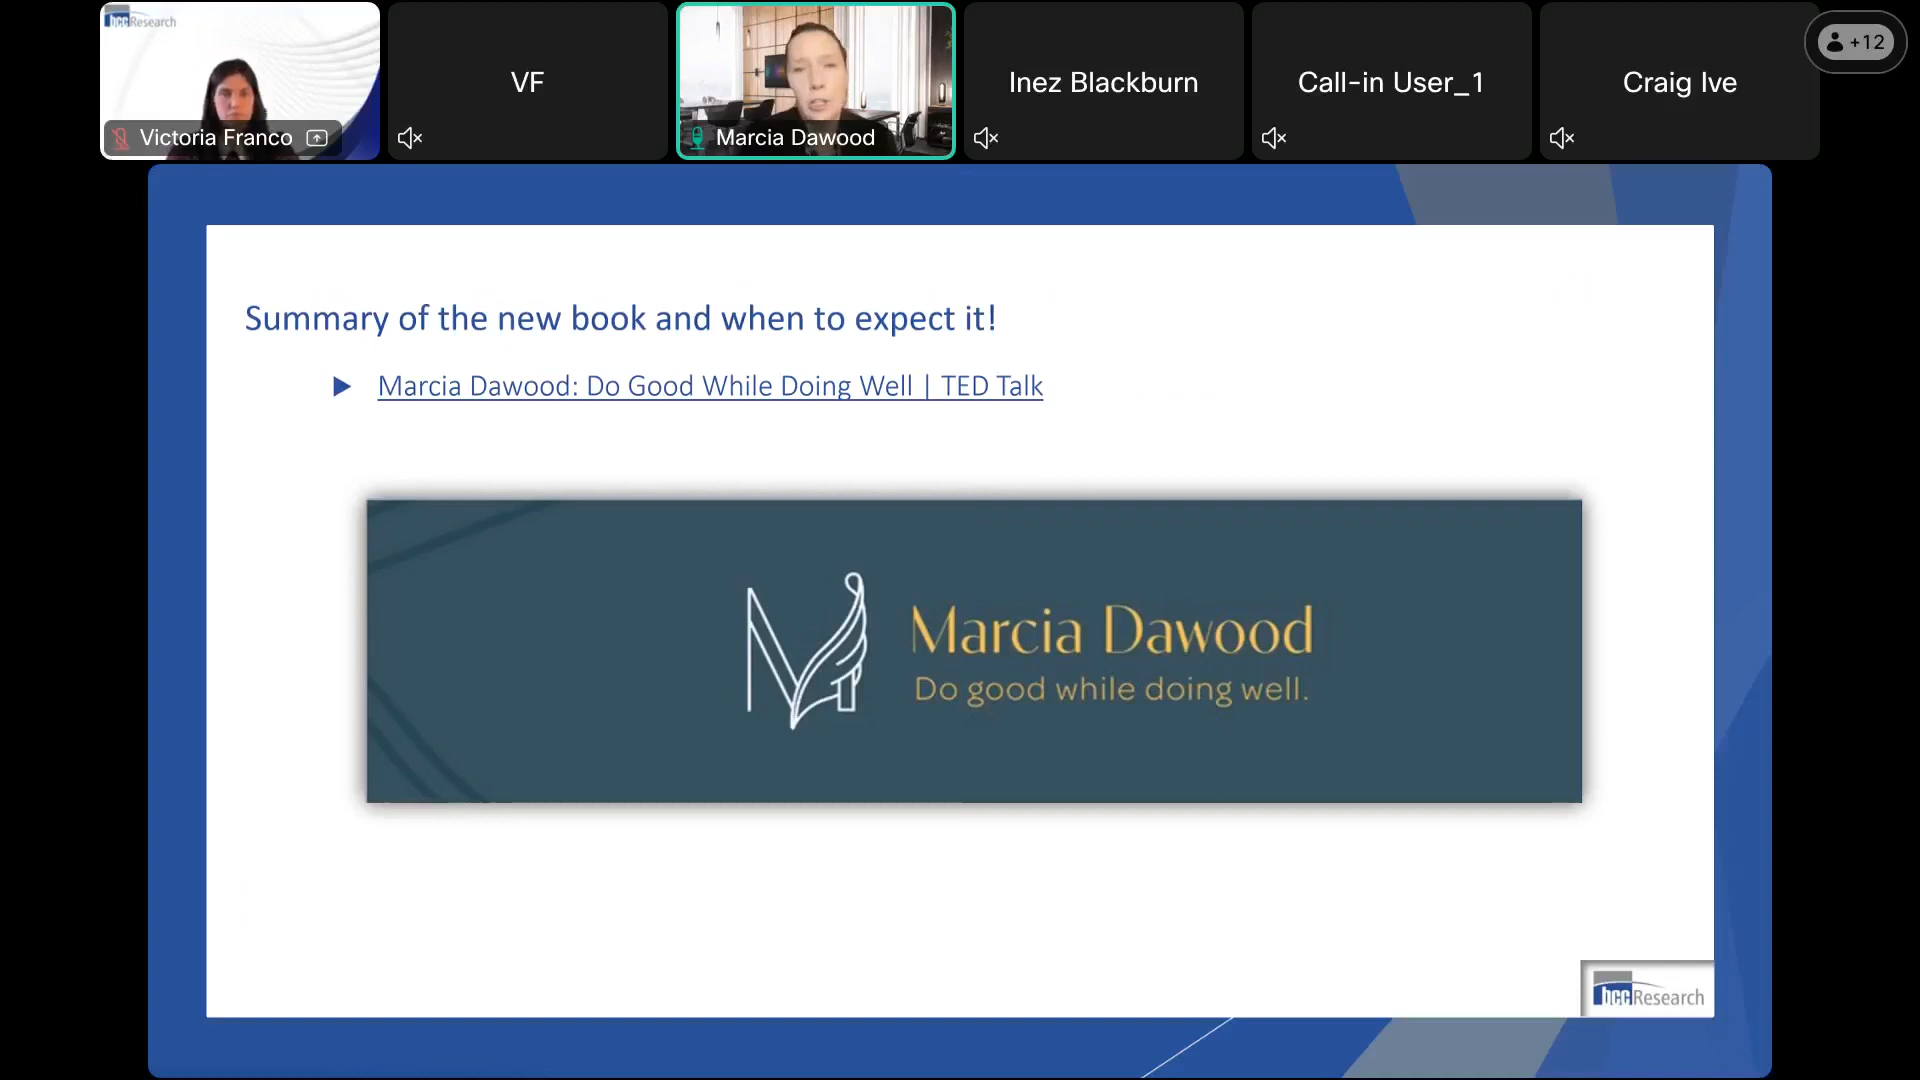 bccResearch
Victoria Franco
VF
Marcia Dawood
Inez Blackburn
Call-in User_1
Craig Ive
+12
Summary of the new book and when to expect it!
Marcia Dawood: Do Good While Doing Well | TED Talk
Marcia Dawood
Do good while doing well.
bccResearch